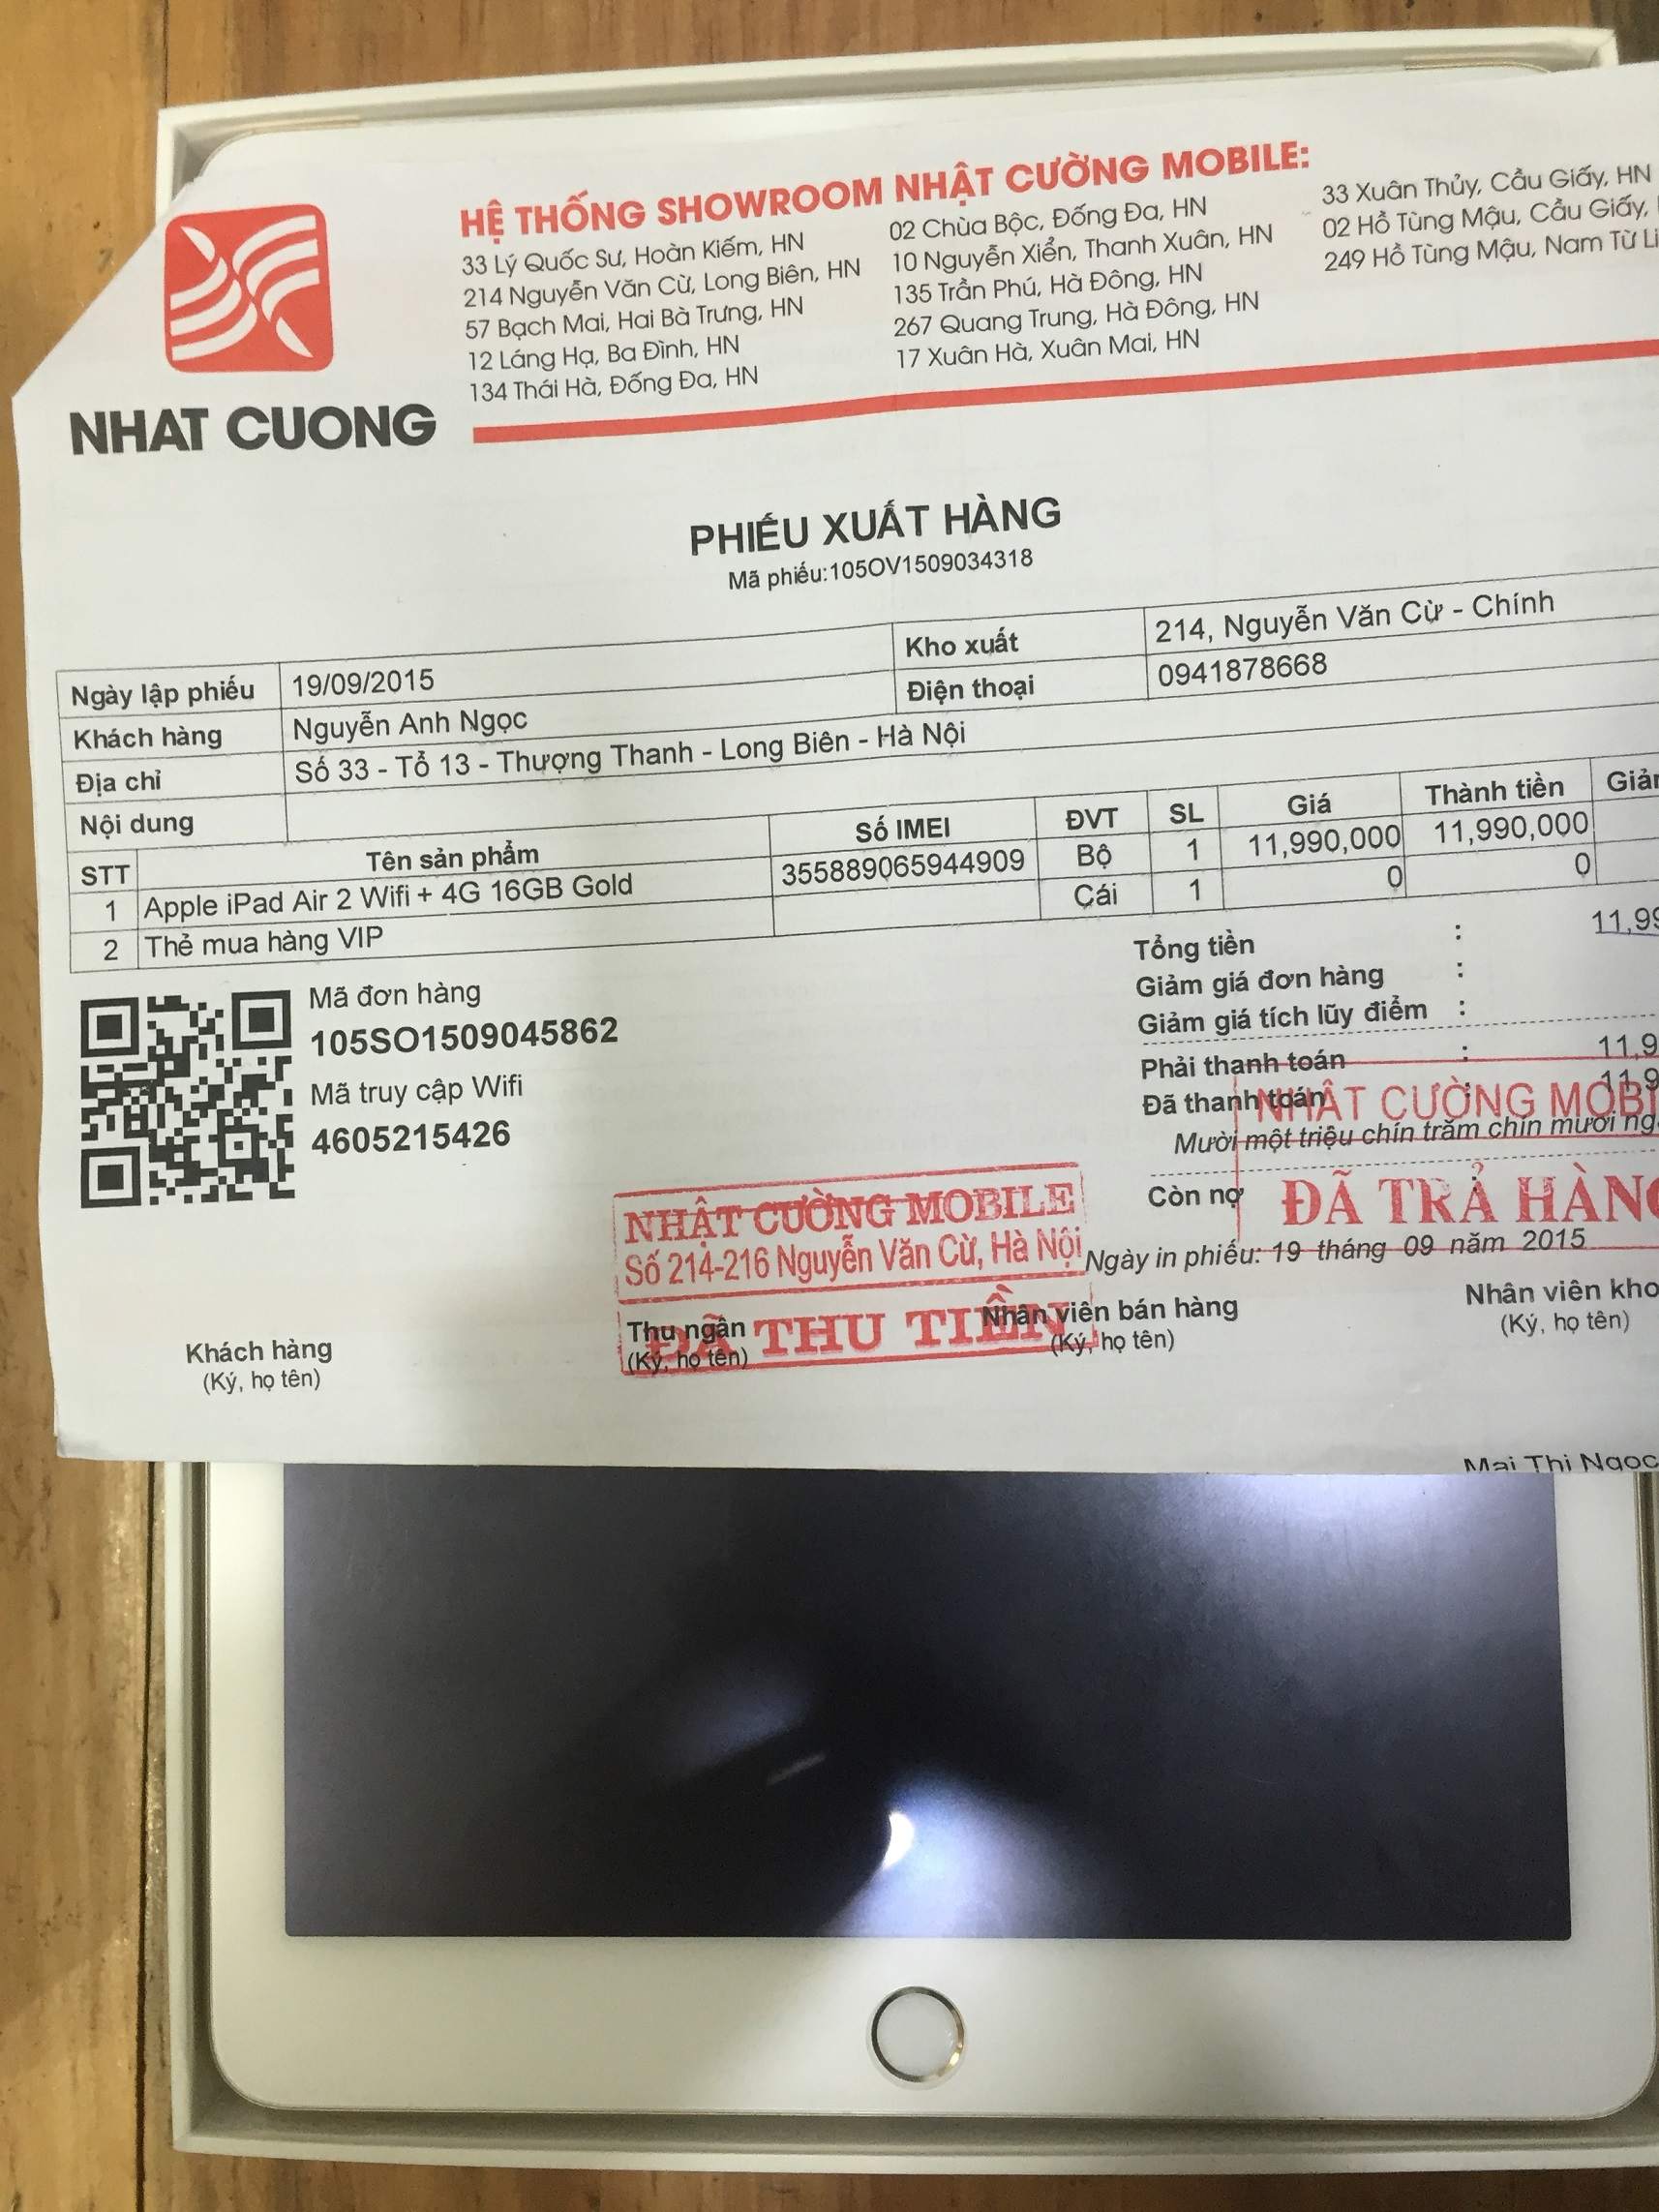 HỆ THỐNG SHOWROOM NHẬT CƯỜNG MOBILE:
33 Lý Quốc Sư, Hoàn Kiếm, HN
214 Nguyễn Văn Cừ, Long Biên, HN
57 Bạch Mai, Hai Bà Trưng, HN
12 Láng Hạ, Ba Đình, HN
134 Thái Hà, Đống Đa, HN
02 Chùa Bộc, Đống Đa, HN
10 Nguyễn Xiển, Thanh Xuân, HN
135 Trần Phú, Hà Đông, HN
267 Quang Trung, Hà Đông, HN
17 Xuân Hà, Xuân Mai, HN
33 Xuân Thủy, Cầu Giấy, HN
02 Hồ Tùng Mậu, Cầu Giấy,
249 Hồ Tùng Mậu, Nam Từ Li
NHAT CUONG
PHIẾU XUẤT HÀNG
Mã phiếu:105OV1509034318
Ngày lập phiếu 19/09/2015 Kho xuất 214, Nguyễn Văn Cừ - Chính
Khách hàng Nguyễn Anh Ngọc Điện thoại 0941878668
Địa chỉ Số 33 - Tổ 13 - Thượng Thanh - Long Biên - Hà Nội
Nội dung
STT Tên sản phẩm Số IMEI ĐVT SL Giá Thành tiền Giản
1 Apple iPad Air 2 Wifi + 4G 16GB Gold 355889065944909 Bộ 1 11,990,000 11,990,000
2 Thẻ mua hàng VIP Cái 1 0 0
Tổng tiền : 11,99
Giảm giá đơn hàng :
Giảm giá tích lũy điểm :
Phải thanh toán : 11,9
Đã thanh toán : 11,9
Mười một triệu chín trăm chín mươi ng
Còn nợ
Ngày in phiếu: 19 tháng 09 năm 2015
Mã đơn hàng
105SO1509045862
Mã truy cập Wifi
4605215426
NHẬT CƯỜNG MOBI
ĐÃ TRẢ HÀNG
NHẬT CƯỜNG MOBILE
Số 214-216 Nguyễn Văn Cừ, Hà Nội
ĐÃ THU TIỀN
Khách hàng
(Ký, họ tên)
Thu ngân
(Ký, họ tên)
Nhân viên bán hàng
(Ký, họ tên)
Nhân viên kho
(Ký, họ tên)
Mai Thị Ngọc